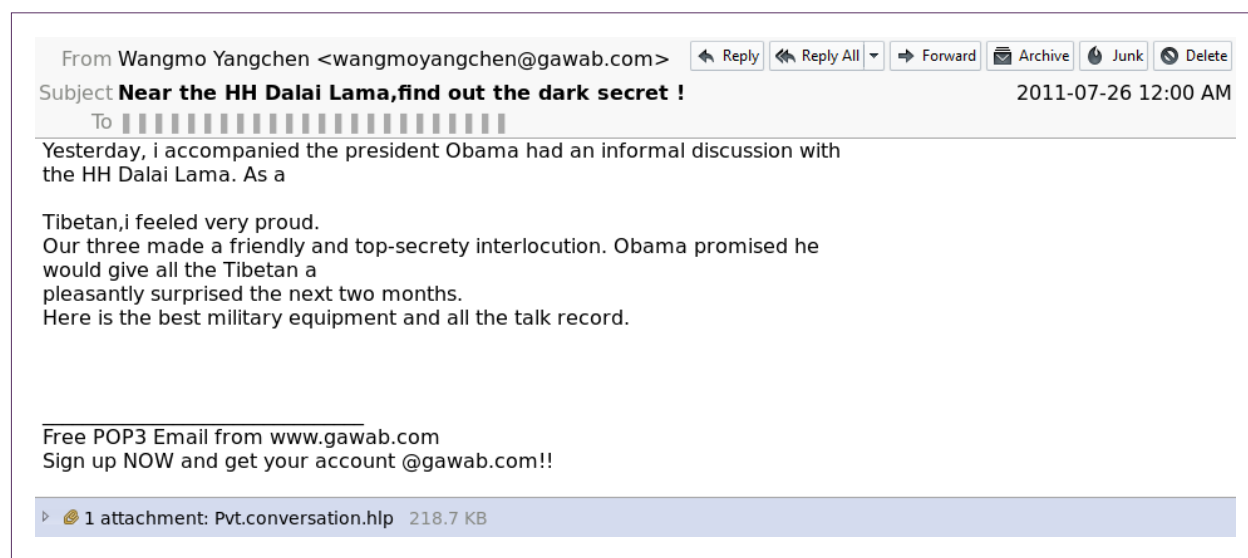 From Wangmo Yangchen <wangmoyangchen@gawab.com> Reply Reply All Forward Archive Junk Delete
Subject Near the HH Dalai Lama,find out the dark secret ! 2011-07-26 12:00 AM
To
Yesterday, i accompanied the president Obama had an informal discussion with
the HH Dalai Lama. As a
Tibetan,i feeled very proud.
Our three made a friendly and top-secrety interlocution. Obama promised he
would give all the Tibetan a
pleasantly surprised the next two months.
Here is the best military equipment and all the talk record.
Free POP3 Email from www.gawab.com
Sign up NOW and get your account @gawab.com!!
1 attachment: Pvt.conversation.hlp 218.7 KB